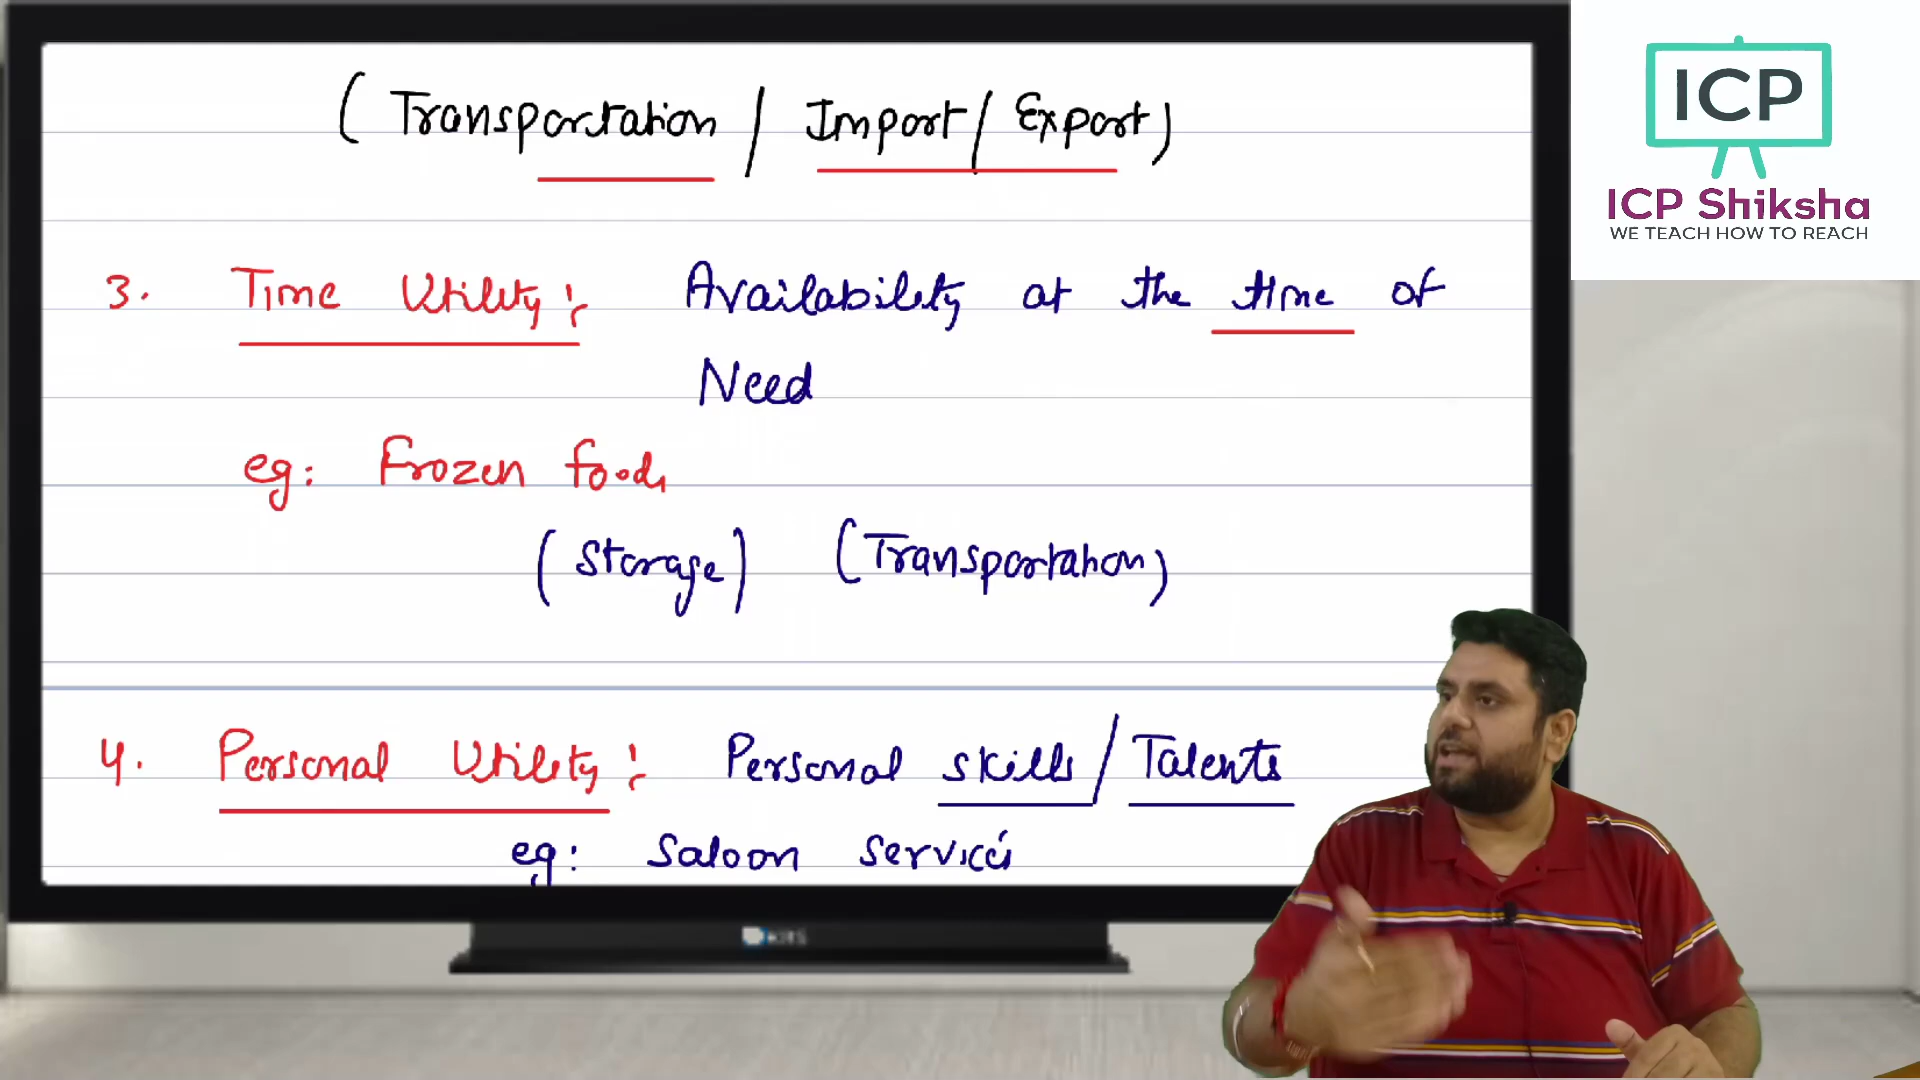 (Transportation / Import / Export)
3. Time Utility :- Availability at the time of
Need
eg: Frozen foods
(Storage) (Transportation)
4. Personal Utility :- Personal skills / Talents
eg: Saloon services
ICP
ICP Shiksha
WE TEACH HOW TO REACH